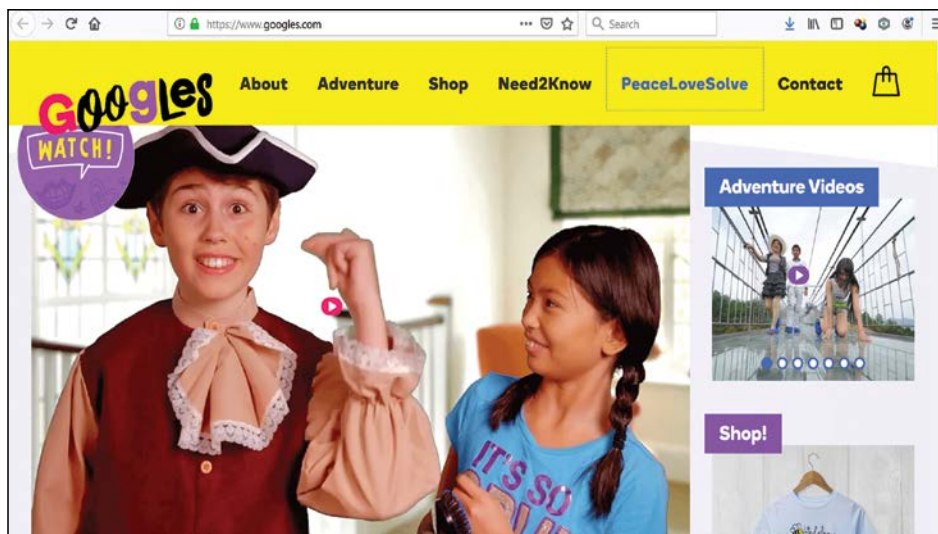 https://www.googles.com
Search
Googles
About
Adventure
Shop
Need2Know
PeaceLoveSolve
Contact
WATCH!
Adventure Videos
IT'S SO
Shop!